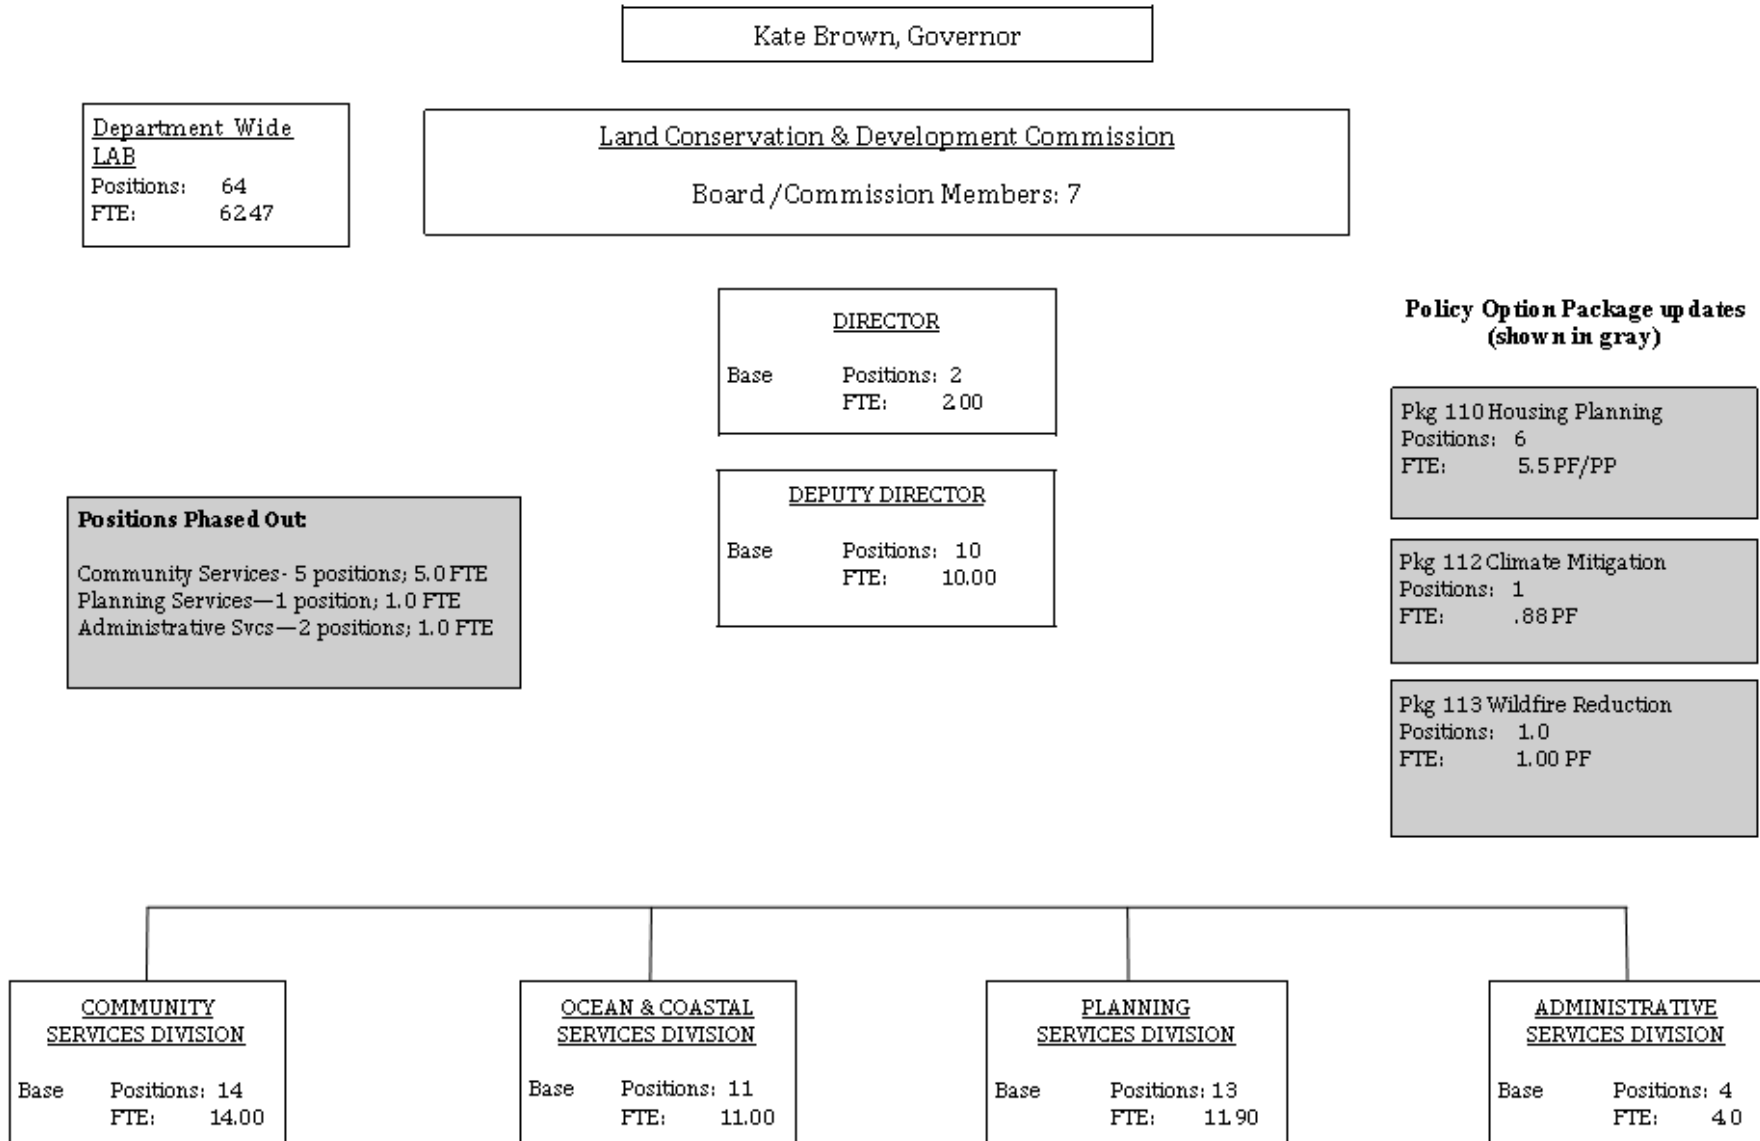 Kate Brown, Governor
Department Wide
LAB
Positions: 64
FTE: 62.47
Land Conservation & Development Commission
Board/Commission Members: 7
DIRECTOR
Base Positions: 2
FTE: 2.00
DEPUTY DIRECTOR
Base Positions: 10
FTE: 10.00
Policy Option Package updates
(shown in gray)
Pkg 110 Housing Planning
Positions: 6
FTE: 5.5 PF/PP
Pkg 112 Climate Mitigation
Positions: 1
FTE: .88 PF
Pkg 113 Wildfire Reduction
Positions: 1.0
FTE: 1.00 PF
Positions Phased Out:
Community Services- 5 positions; 5.0 FTE
Planning Services—1 position; 1.0 FTE
Administrative Svcs—2 positions; 1.0 FTE
COMMUNITY
SERVICES DIVISION
Base Positions: 14
FTE: 14.00
OCEAN & COASTAL
SERVICES DIVISION
Base Positions: 11
FTE: 11.00
PLANNING
SERVICES DIVISION
Base Positions: 13
FTE: 11.90
ADMINISTRATIVE
SERVICES DIVISION
Base Positions: 4
FTE: 4.0